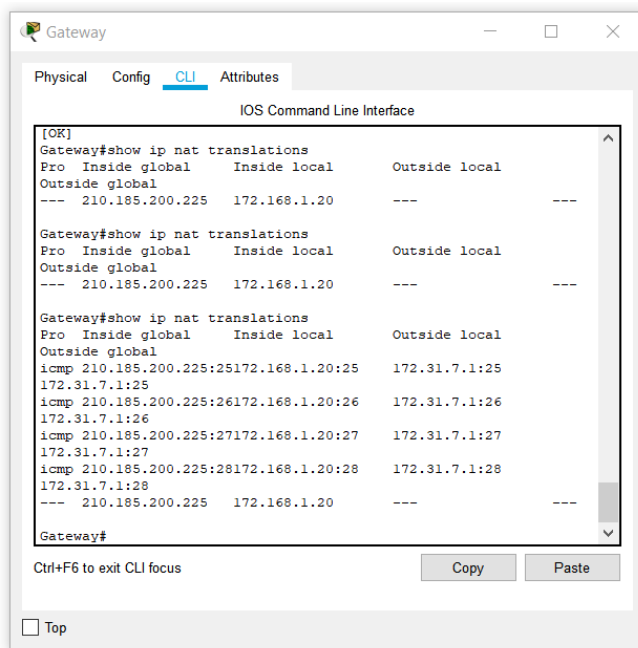 Gateway
Physical Config CLI Attributes
IOS Command Line Interface
[OK]
Gateway#show ip nat translations
Pro  Inside global     Inside local       Outside local
Outside global
---  210.185.200.225   172.168.1.20       ---                ---
Gateway#show ip nat translations
Pro  Inside global     Inside local       Outside local
Outside global
---  210.185.200.225   172.168.1.20       ---                ---
Gateway#show ip nat translations
Pro  Inside global     Inside local       Outside local
Outside global
icmp 210.185.200.225:25172.168.1.20:25    172.31.7.1:25
172.31.7.1:25
icmp 210.185.200.225:26172.168.1.20:26    172.31.7.1:26
172.31.7.1:26
icmp 210.185.200.225:27172.168.1.20:27    172.31.7.1:27
172.31.7.1:27
icmp 210.185.200.225:28172.168.1.20:28    172.31.7.1:28
172.31.7.1:28
---  210.185.200.225   172.168.1.20       ---                ---
Gateway#
Ctrl+F6 to exit CLI focus Copy Paste
Top